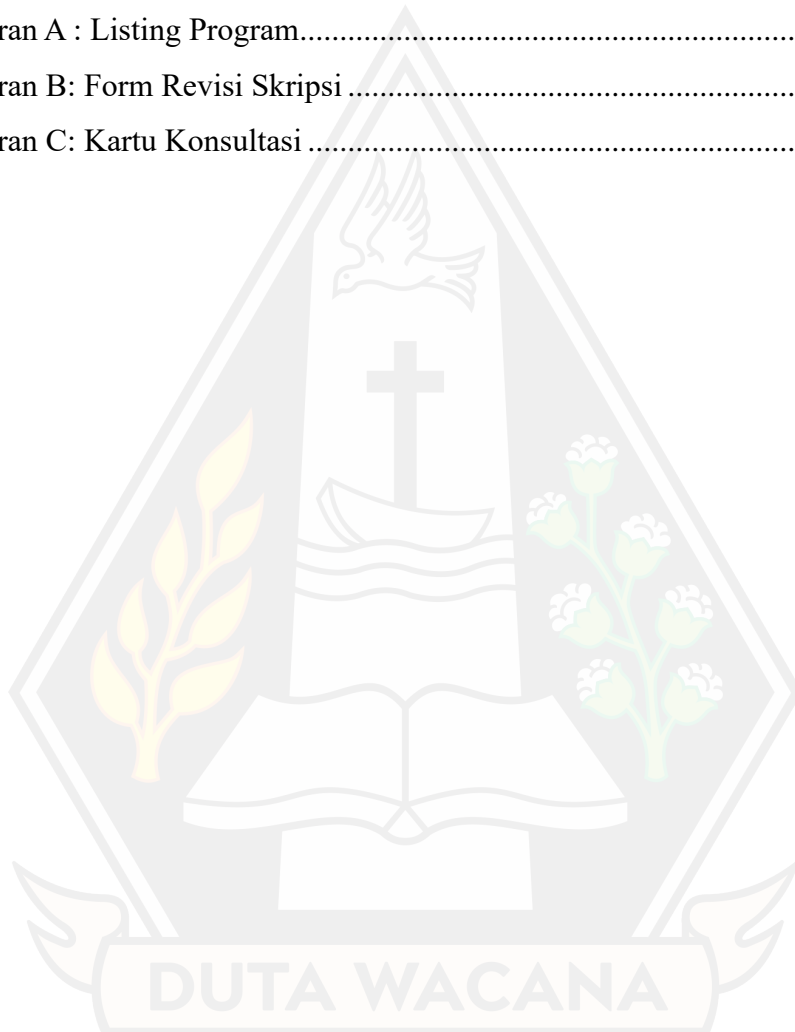 ran A : Listing Program............................................................
ran B: Form Revisi Skripsi ......................................................
ran C: Kartu Konsultasi ...........................................................
DUTA WACANA